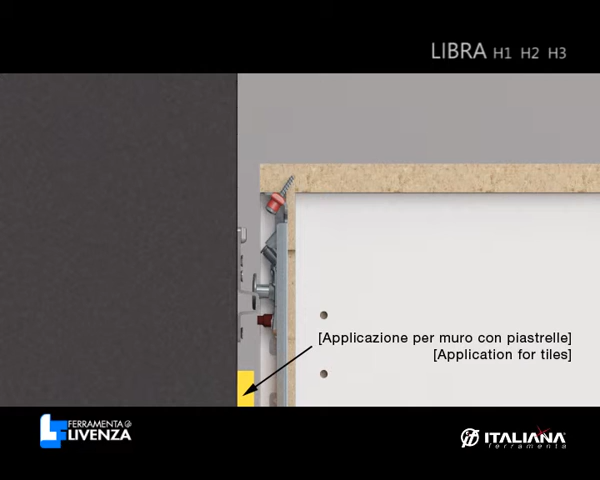 LIBRA H1 H2 H3
[Applicazione per muro con piastrelle]
[Application for tiles]
FERRAMENTA
LIVENZA
ITALIANA
ferramenta